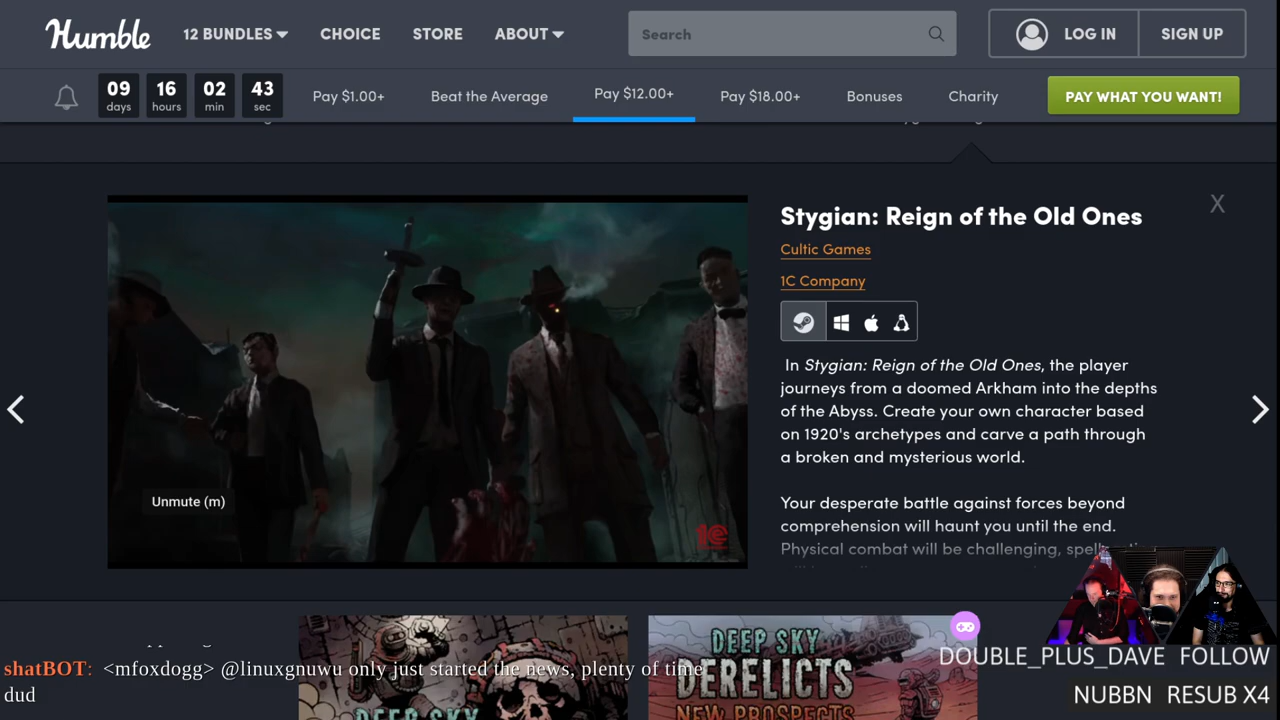 Humble
12 BUNDLES
CHOICE
STORE
ABOUT
Search
LOG IN
SIGN UP
09
days
16
hours
02
min
43
sec
Pay $1.00+
Beat the Average
Pay $12.00+
Pay $18.00+
Bonuses
Charity
PAY WHAT YOU WANT!
Stygian: Reign of the Old Ones
X
Cultic Games
1C Company
In Stygian: Reign of the Old Ones, the player
journeys from a doomed Arkham into the depths
of the Abyss. Create your own character based
on 1920's archetypes and carve a path through
a broken and mysterious world.
Your desperate battle against forces beyond
comprehension will haunt you until the end.
Physical combat will be challenging,
Unmute (m)
1C
shatBOT: <mfoxdogg> @linuxgnuwu only just started the news, plenty of time
dud
DEEP SKY
DEEP SKY
DERELICTS
NEW PROSPECTS
DOUBLE_PLUS_DAVE FOLLOW
NUBBN RESUB X4